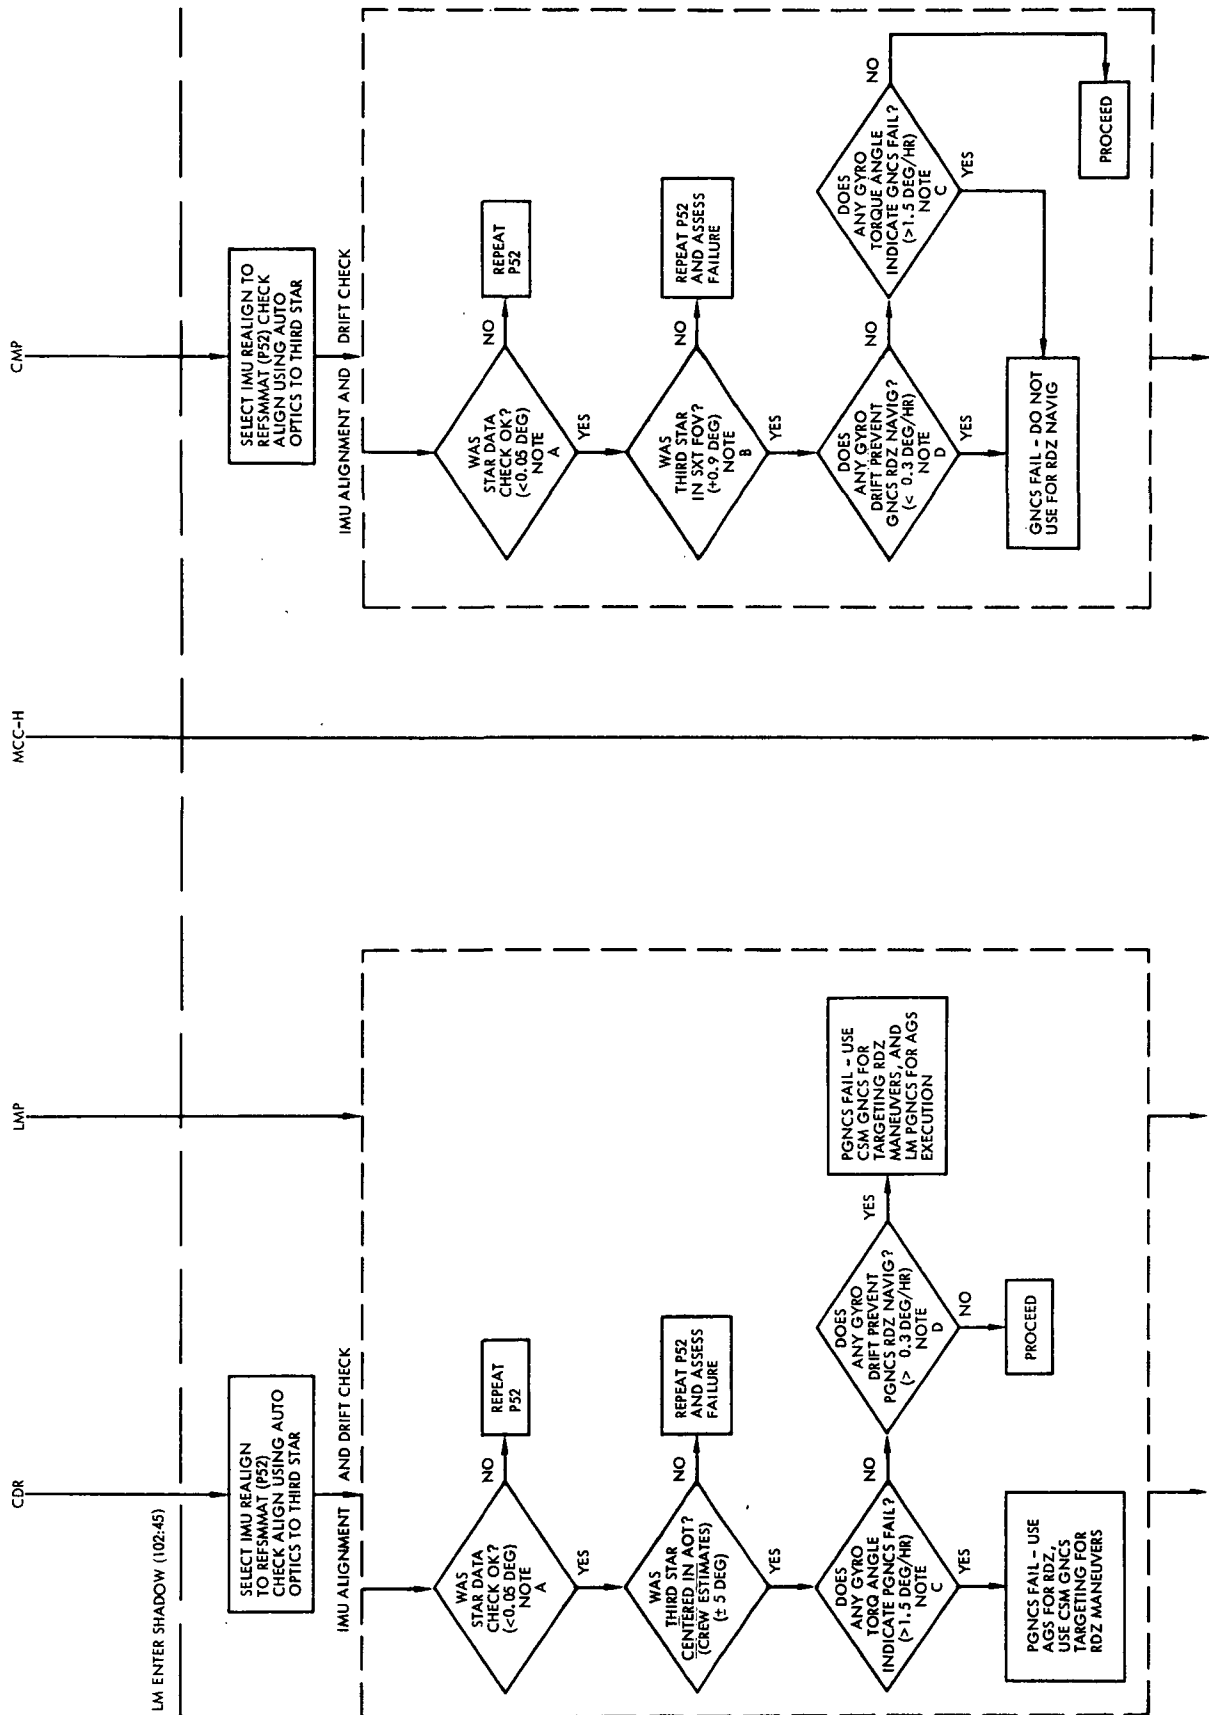 CDR
LMP
MCC-H
CMP
LM ENTER SHADOW (102:45)
SELECT IMU REALIGN
TO REFSMMAT (P52)
CHECK ALIGN USING AUTO
OPTICS TO THIRD STAR
IMU ALIGNMENT AND DRIFT CHECK
WAS
STAR DATA
CHECK OK?
(<0.05 DEG)
NOTE
A
NO
REPEAT
P52
YES
WAS
THIRD STAR
CENTERED IN AOT?
(CREW ESTIMATES)
(± 5 DEG)
NO
REPEAT P52
AND ASSESS
FAILURE
YES
DOES
ANY GYRO
TORQ ANGLE
INDICATE PGNCS FAIL?
(>1.5 DEG/HR)
NOTE
C
NO
YES
PGNCS FAIL - USE
AGS FOR RDZ,
USE CSM GNCS
TARGETING FOR
RDZ MANEUVERS
DOES
ANY GYRO
DRIFT PREVENT
PGNCS RDZ NAVIG?
(> 0.3 DEG/HR)
NOTE
D
YES
PGNCS FAIL - USE
CSM GNCS FOR
TARGETING RDZ
MANEUVERS, AND
LM PGNCS FOR AGS
EXECUTION
NO
PROCEED
SELECT IMU REALIGN TO
REFSMMAT (P52) CHECK
ALIGN USING AUTO
OPTICS TO THIRD STAR
IMU ALIGNMENT AND DRIFT CHECK
WAS
STAR DATA
CHECK OK?
(<0.05 DEG)
NOTE
A
NO
REPEAT
P52
YES
WAS
THIRD STAR
IN SXT FOV?
(+0.9 DEG)
NOTE
B
NO
REPEAT P52
AND ASSESS
FAILURE
YES
DOES
ANY GYRO
DRIFT PREVENT
GNCS RDZ NAVIG?
(< 0.3 DEG/HR)
NOTE
D
NO
YES
GNCS FAIL - DO NOT
USE FOR RDZ NAVIG
DOES
ANY GYRO
TORQUE ANGLE
INDICATE GNCS FAIL?
(>1.5 DEG/HR)
NOTE
C
NO
YES
PROCEED